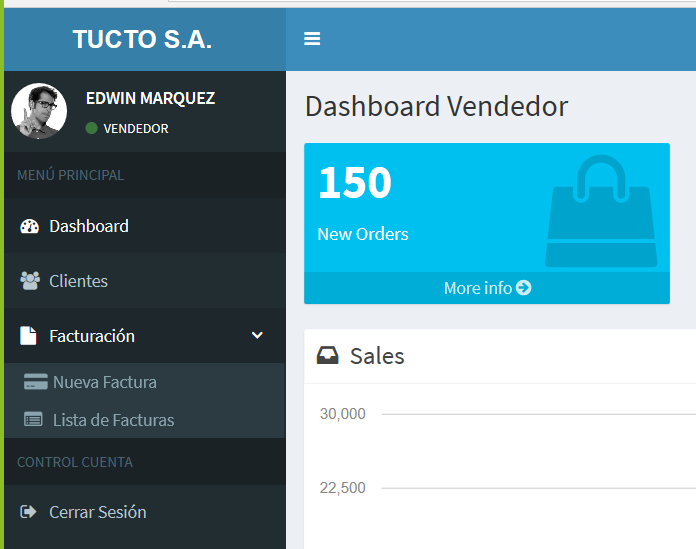 TUCTO S.A.
EDWIN MARQUEZ
VENDEDOR
MENÚ PRINCIPAL
Dashboard
Clientes
Facturación
Nueva Factura
Lista de Facturas
CONTROL CUENTA
Cerrar Sesión
Dashboard Vendedor
150
New Orders
More info
Sales
30,000
22,500